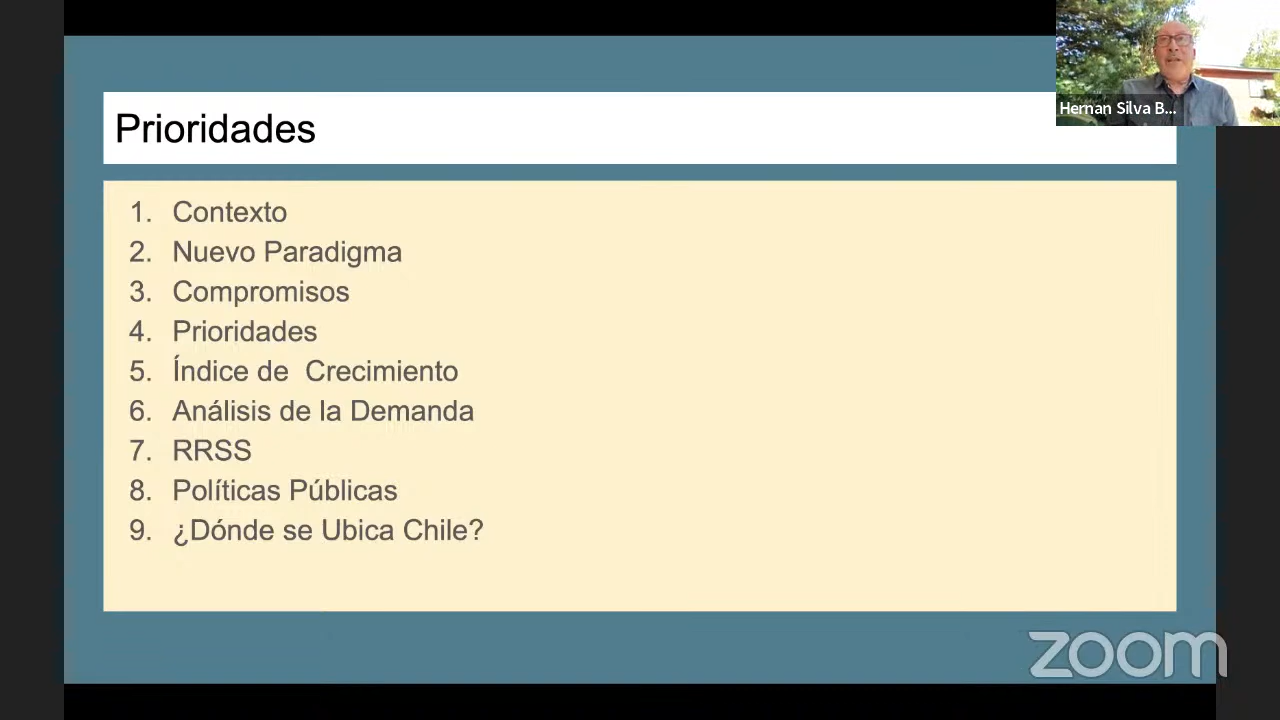 Prioridades
Hernan Silva B...
1. Contexto
2. Nuevo Paradigma
3. Compromisos
4. Prioridades
5. Índice de  Crecimiento
6. Análisis de la Demanda
7. RRSS
8. Políticas Públicas
9. ¿Dónde se Ubica Chile?
zoom